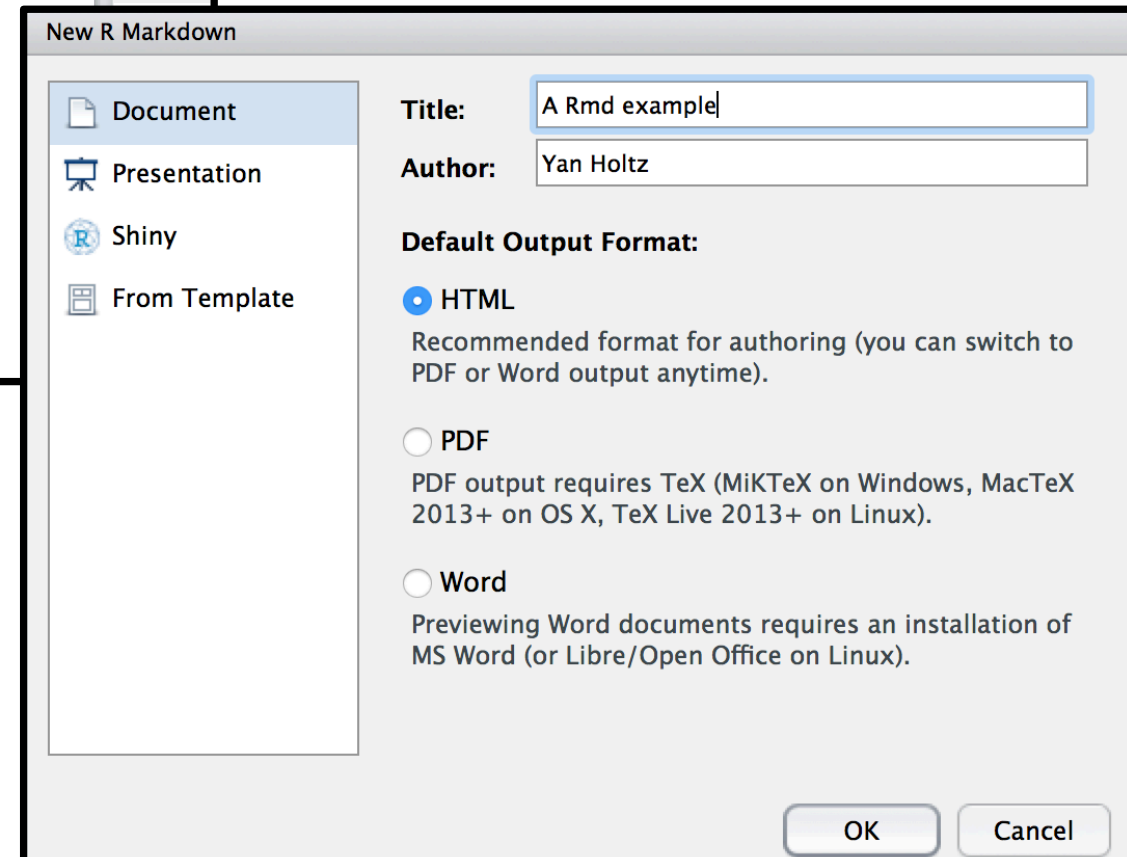 New R Markdown
Document
Presentation
Shiny
From Template
Title:
A Rmd example
Author:
Yan Holtz
Default Output Format:
HTML
Recommended format for authoring (you can switch to
PDF or Word output anytime).
PDF
PDF output requires TeX (MiKTeX on Windows, MacTeX
2013+ on OS X, TeX Live 2013+ on Linux).
Word
Previewing Word documents requires an installation of
MS Word (or Libre/Open Office on Linux).
OK
Cancel